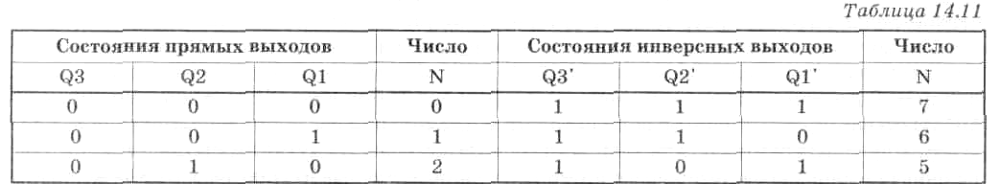 Таблица 14.11
Состояния прямых выходов Число Состояния инверсных выходов Число
Q3 Q2 Q1 N Q3' Q2' Q1' N
0 0 0 0 1 1 1 7
0 0 1 1 1 1 0 6
0 1 0 2 1 0 1 5